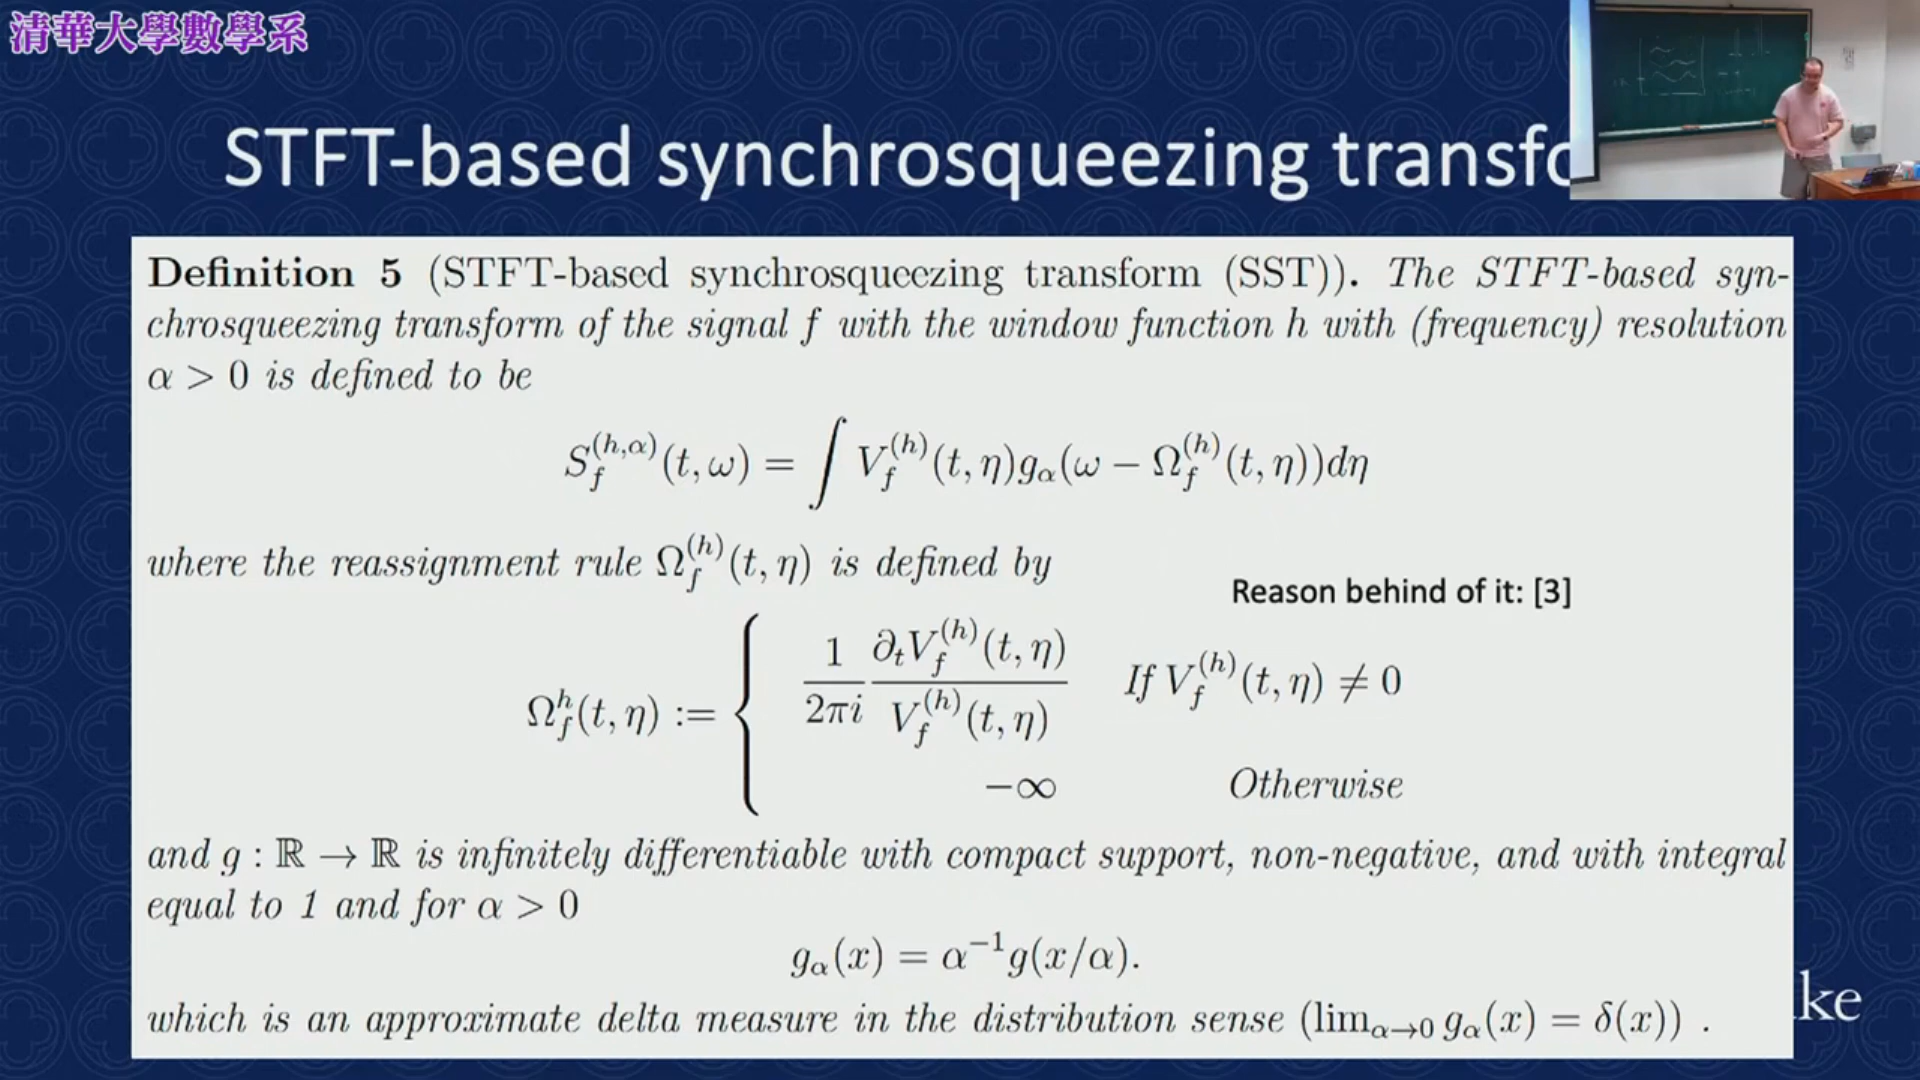 清華大學數學系
STFT-based synchrosqueezing transfo
Definition 5 (STFT-based synchrosqueezing transform (SST)). The STFT-based syn-
chrosqueezing transform of the signal f with the window function h with (frequency) resolution
α > 0 is defined to be
S_f^{(h,α)}(t, ω) = ∫ V_f^{(h)}(t, η)g_α(ω − Ω_f^{(h)}(t, η))dη
where the reassignment rule Ω_f^{(h)}(t, η) is defined by
Reason behind of it: [3]
Ω_f^h(t, η) := { \frac{1}{2πi} \frac{∂_t V_f^{(h)}(t, η)}{V_f^{(h)}(t, η)} If V_f^{(h)}(t, η) ≠ 0
−∞ Otherwise
and g : ℝ → ℝ is infinitely differentiable with compact support, non-negative, and with integral
equal to 1 and for α > 0
g_α(x) = α^{−1}g(x/α).
which is an approximate delta measure in the distribution sense (lim_{α→0} g_α(x) = δ(x)) .
ke